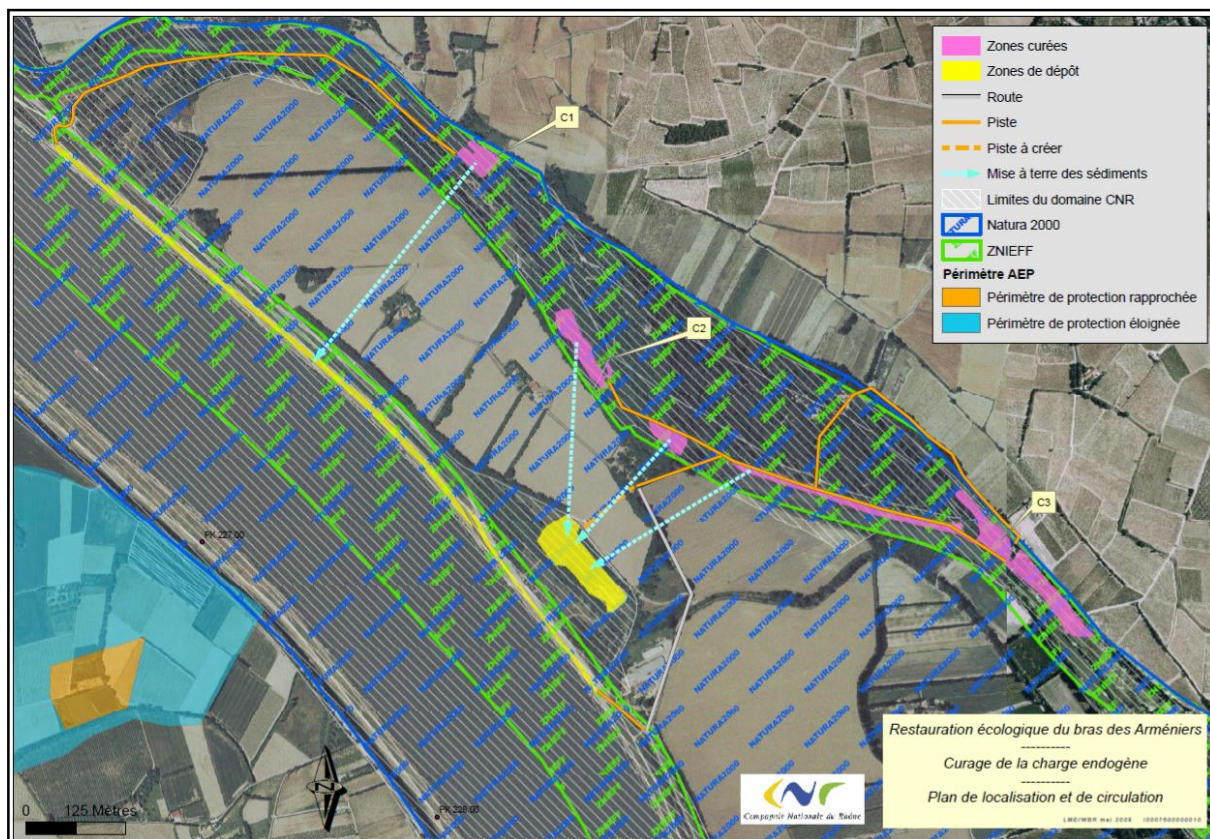 Zones curées
Zones de dépôt
Route
Piste
Piste à créer
Mise à terre des sédiments
Limites du domaine CNR
Natura 2000
ZNIEFF
Périmètre AEP
Périmètre de protection rapprochée
Périmètre de protection éloignée
C1
C2
C3
NATURA2000
ZNIEFF
PK 227.00
PK 228.00
N
0 125 Mètres
CNR
Compagnie Nationale du Rhône
Restauration écologique du bras des Arméniers
----------
Curage de la charge endogène
----------
Plan de localisation et de circulation